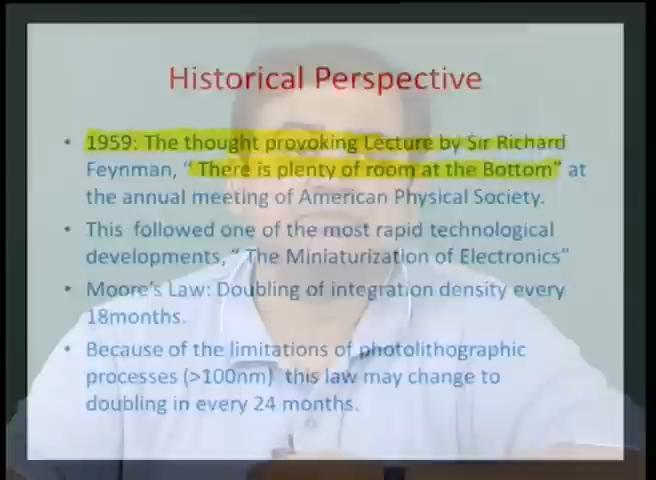 Historical Perspective
• 1959: The thought provoking Lecture by Sir Richard
Feynman, “ There is plenty of room at the Bottom” at
the annual meeting of American Physical Society.
• This followed one of the most rapid technological
developments, “ The Miniaturization of Electronics”
• Moore’s Law: Doubling of integration density every
18months.
• Because of the limitations of photolithographic
processes (>100nm) this law may change to
doubling in every 24 months.